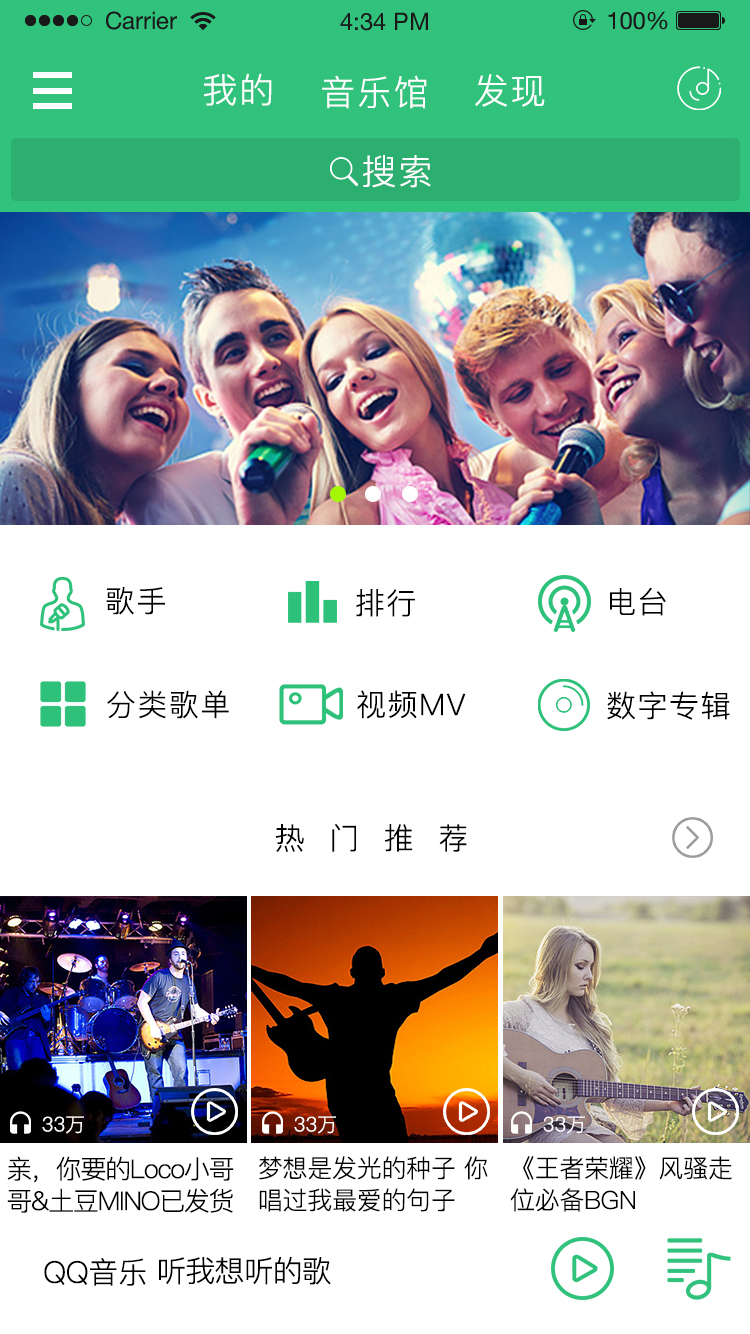 Carrier 4:34 PM 100%
我的 音乐馆 发现
搜索
歌手 排行 电台
分类歌单 视频MV 数字专辑
热门推荐
33万 33万 33万
亲，你要的Loco小哥
哥&土豆MINO已发货
梦想是发光的种子 你
唱过我最爱的句子
《王者荣耀》风骚走
位必备BGN
QQ音乐 听我想听的歌